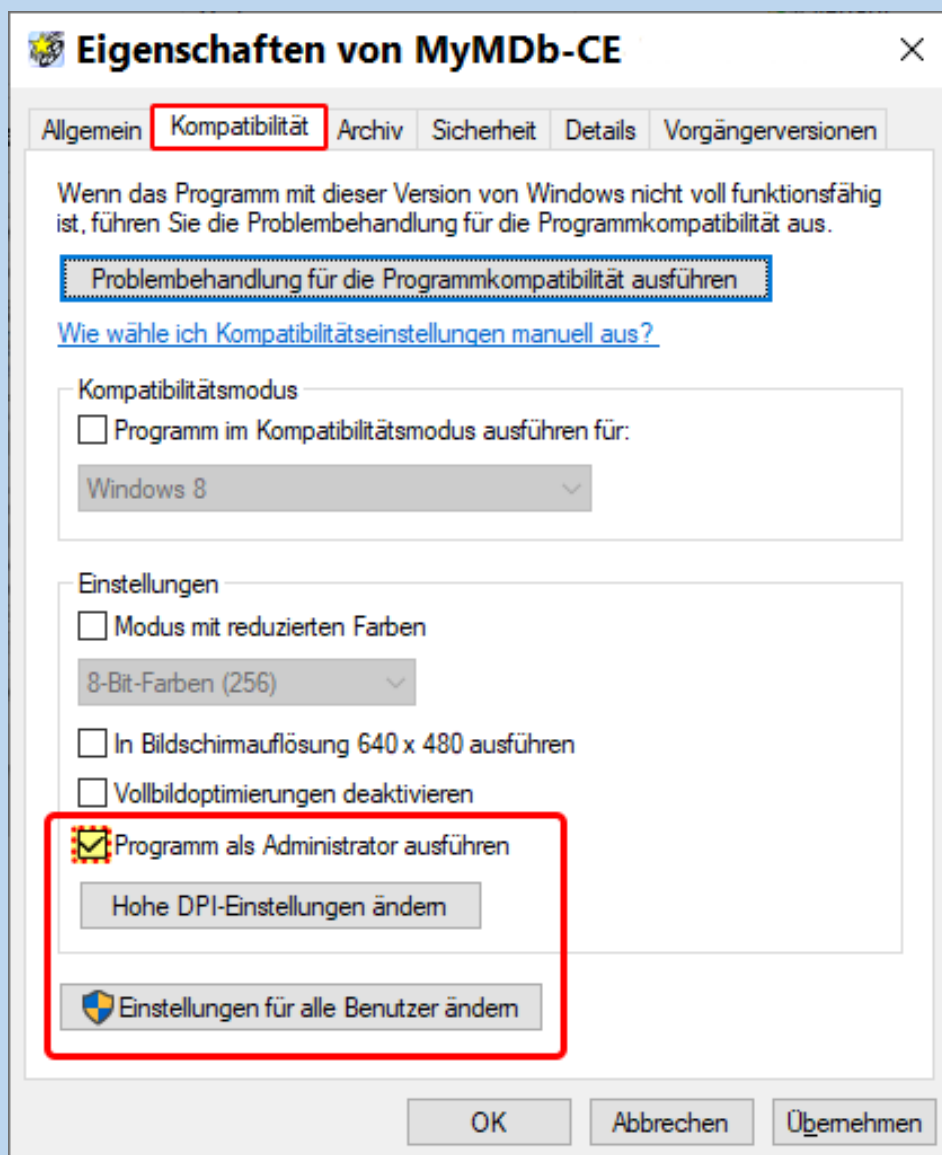 Eigenschaften von MyMDb-CE
Allgemein Kompatibilität Archiv Sicherheit Details Vorgängerversionen
Wenn das Programm mit dieser Version von Windows nicht voll funktionsfähig
ist, führen Sie die Problembehandlung für die Programmkompatibilität aus.
Problembehandlung für die Programmkompatibilität ausführen
Wie wähle ich Kompatibilitätseinstellungen manuell aus?
Kompatibilitätsmodus
Programm im Kompatibilitätsmodus ausführen für:
Windows 8
Einstellungen
Modus mit reduzierten Farben
8-Bit-Farben (256)
In Bildschirmauflösung 640 x 480 ausführen
Vollbildoptimierungen deaktivieren
Programm als Administrator ausführen
Hohe DPI-Einstellungen ändern
Einstellungen für alle Benutzer ändern
OK Abbrechen Übernehmen